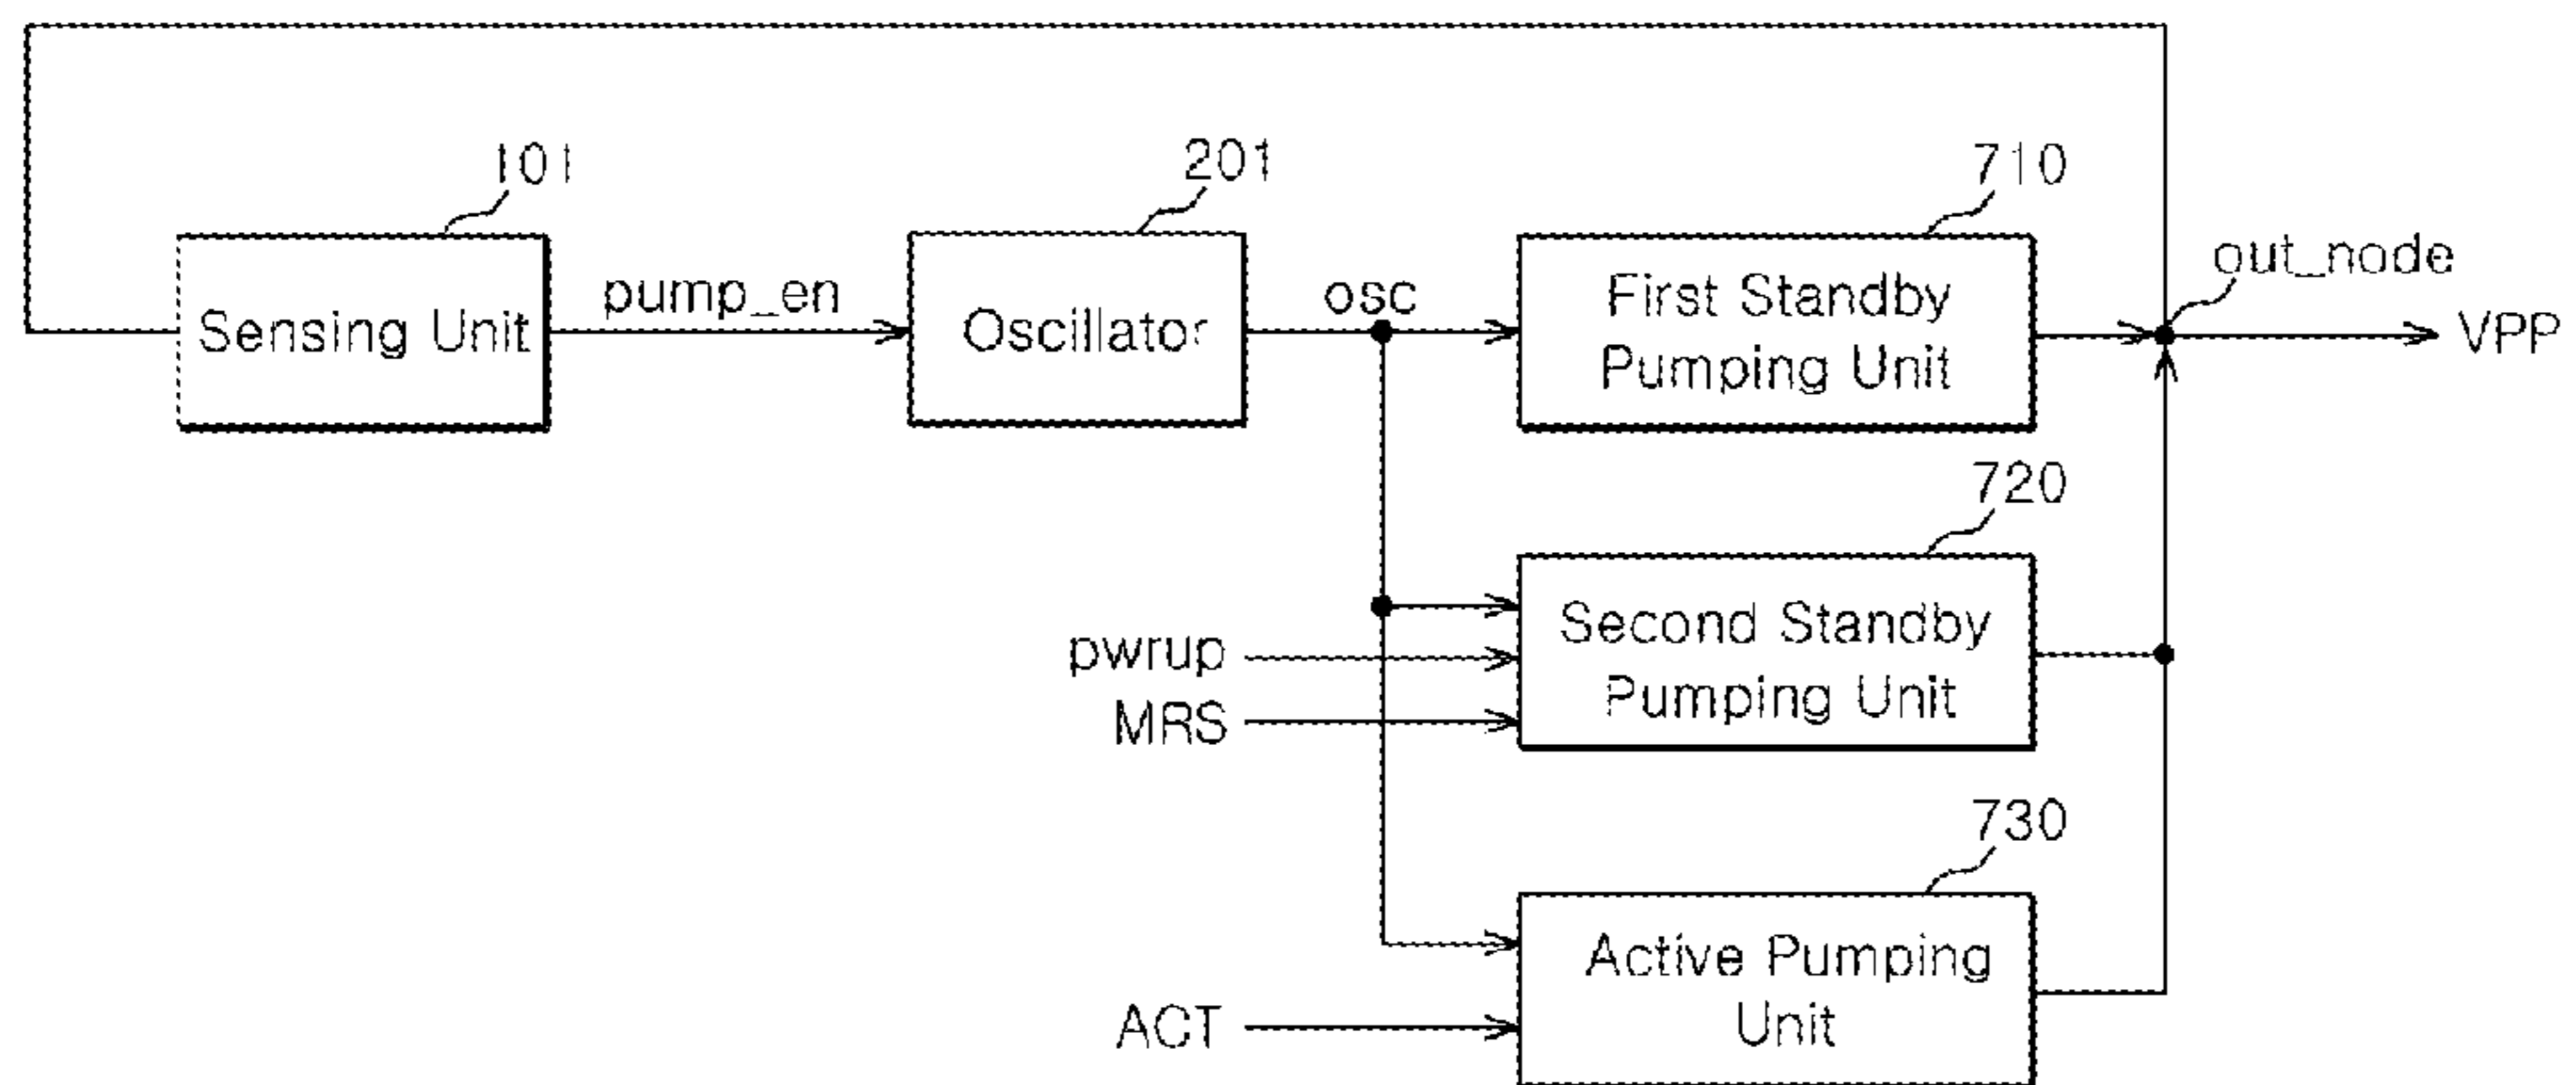 101
201
710
Sensing Unit
pump_en
Oscillator
osc
First Standby
Pumping Unit
out_node
VPP
720
pwrup
MRS
Second Standby
Pumping Unit
730
ACT
Active Pumping
Unit